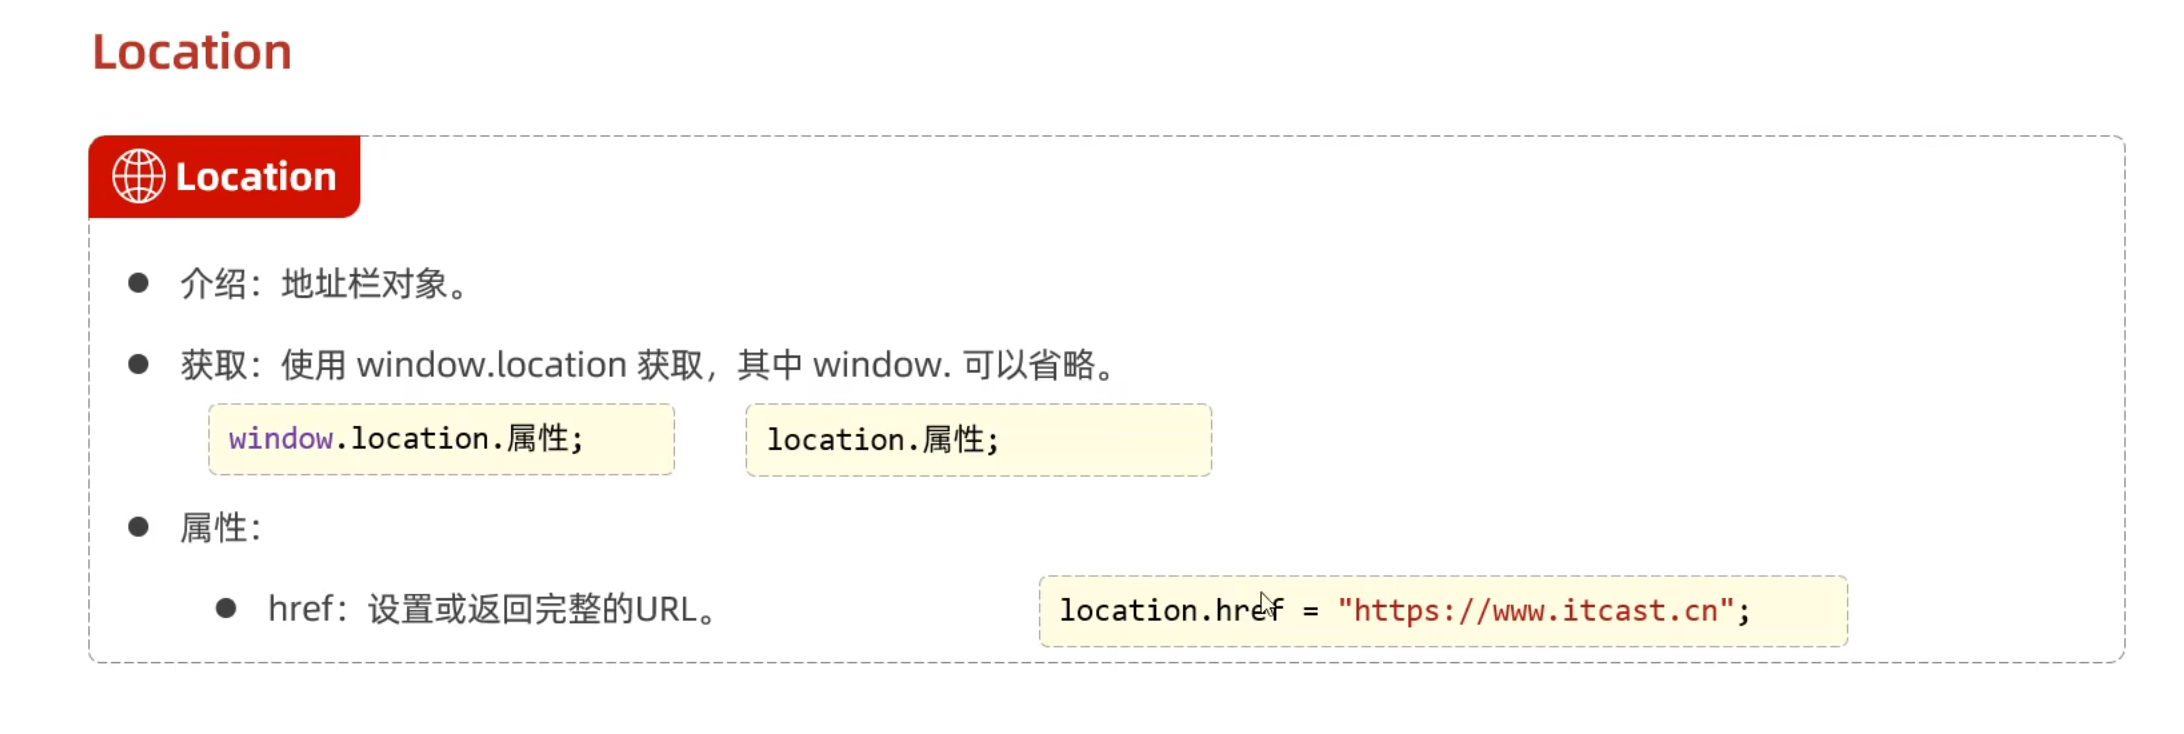 Location
Location
介绍：地址栏对象。
获取：使用 window.location 获取，其中 window. 可以省略。
window.location.属性;
location.属性;
属性：
href：设置或返回完整的URL。
location.href = "https://www.itcast.cn";